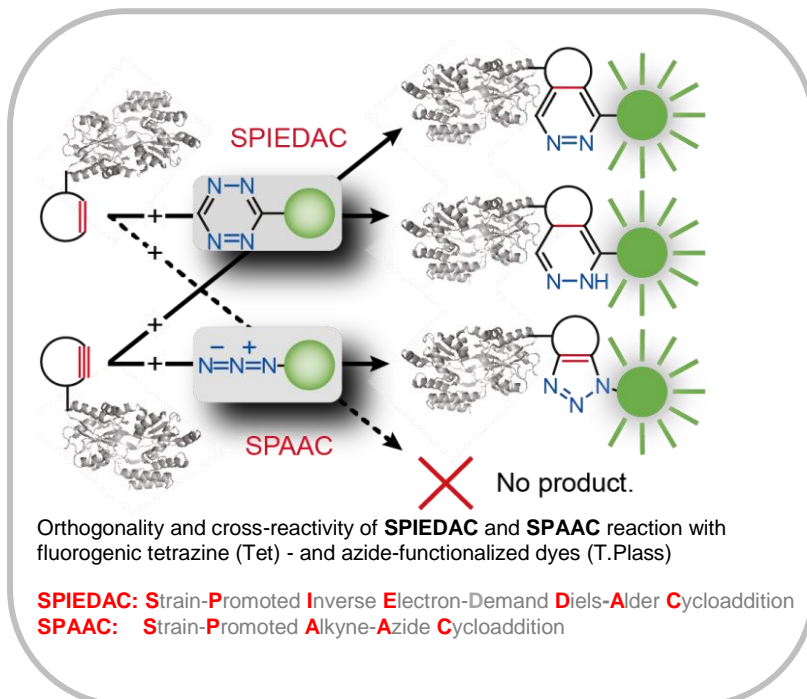 SPIEDAC
+
N–N
N=N
N=N
+
N–NH
+
+
– +
N=N=N
N
N
N
SPAAC
No product.
Orthogonality and cross-reactivity of SPIEDAC and SPAAC reaction with
fluorogenic tetrazine (Tet) - and azide-functionalized dyes (T.Plass)
SPIEDAC: Strain-Promoted Inverse Electron-Demand Diels-Alder Cycloaddition
SPAAC: Strain-Promoted Alkyne-Azide Cycloaddition